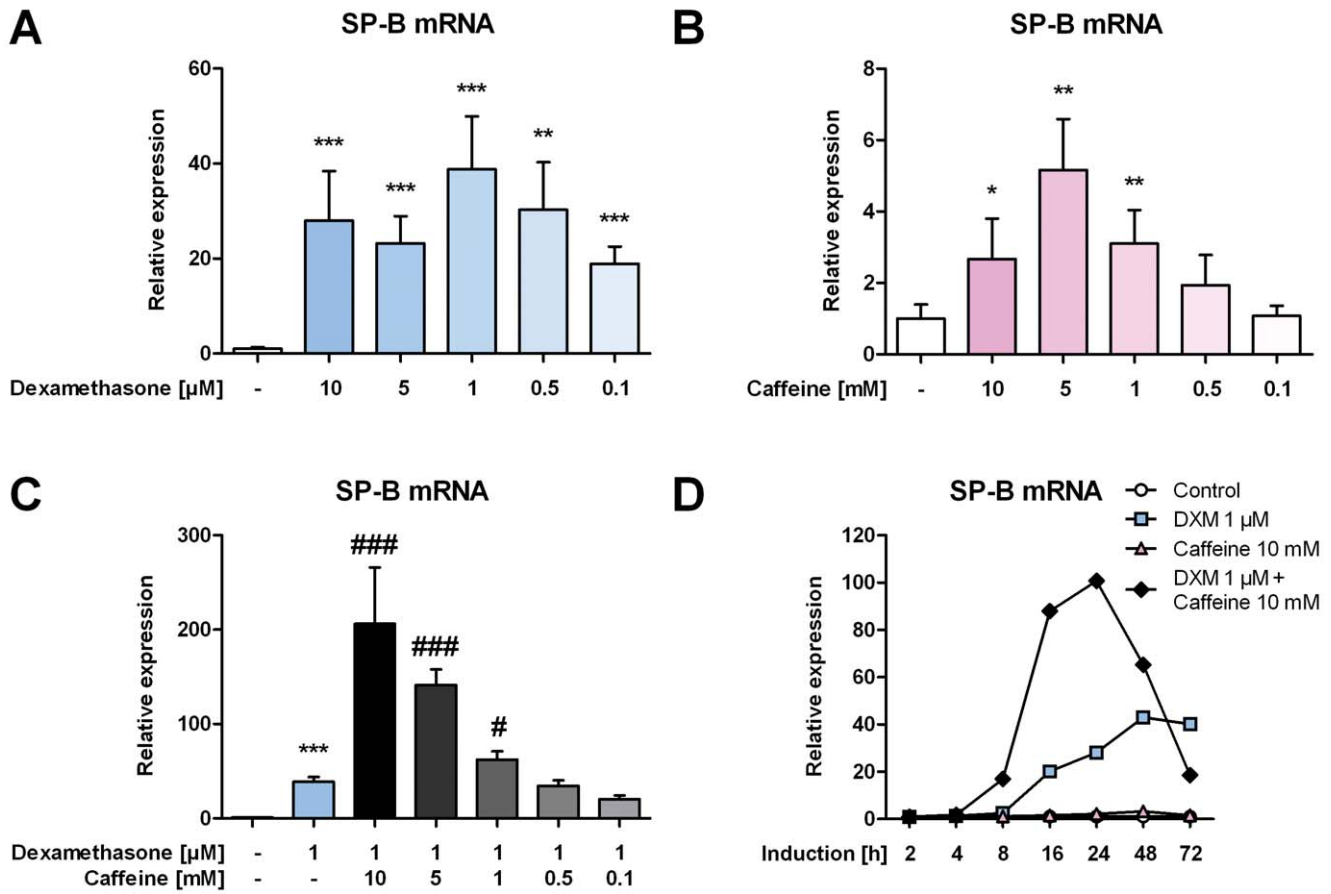 A
SP-B mRNA
Relative expression
60
40
20
0
***
***
***
**
***
Dexamethasone [µM] - 10 5 1 0.5 0.1
B
SP-B mRNA
Relative expression
8
6
4
2
0
*
**
**
Caffeine [mM] - 10 5 1 0.5 0.1
C
SP-B mRNA
Relative expression
300
200
100
0
***
###
###
#
Dexamethasone [µM] - 1 1 1 1 1 1
Caffeine [mM] - - 10 5 1 0.5 0.1
D
SP-B mRNA
Control
DXM 1 µM
Caffeine 10 mM
DXM 1 µM +
Caffeine 10 mM
Relative expression
120
100
80
60
40
20
0
Induction [h] 2 4 8 16 24 48 72